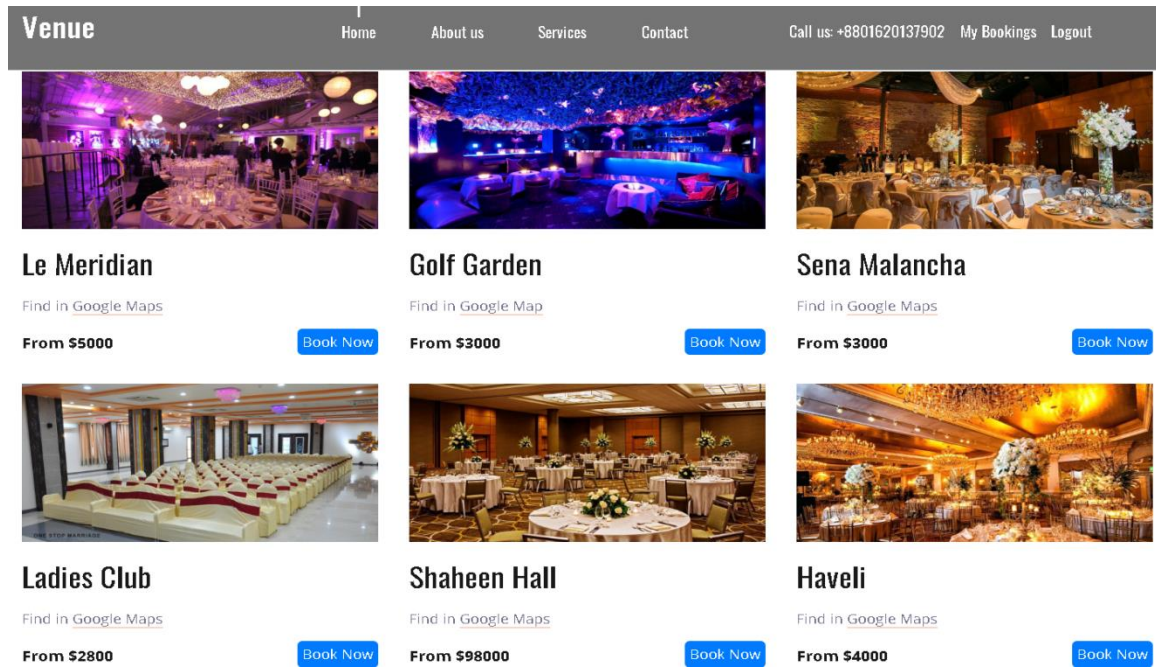 Venue
Home About us Services Contact Call us: +8801620137902 My Bookings Logout
Le Meridian
Find in Google Maps
From $5000 Book Now
Golf Garden
Find in Google Map
From $3000 Book Now
Sena Malancha
Find in Google Maps
From $3000 Book Now
ONE STOP MARRIAGE
Ladies Club
Find in Google Maps
From $2800 Book Now
Shaheen Hall
Find in Google Maps
From $98000 Book Now
Haveli
Find in Google Maps
From $4000 Book Now